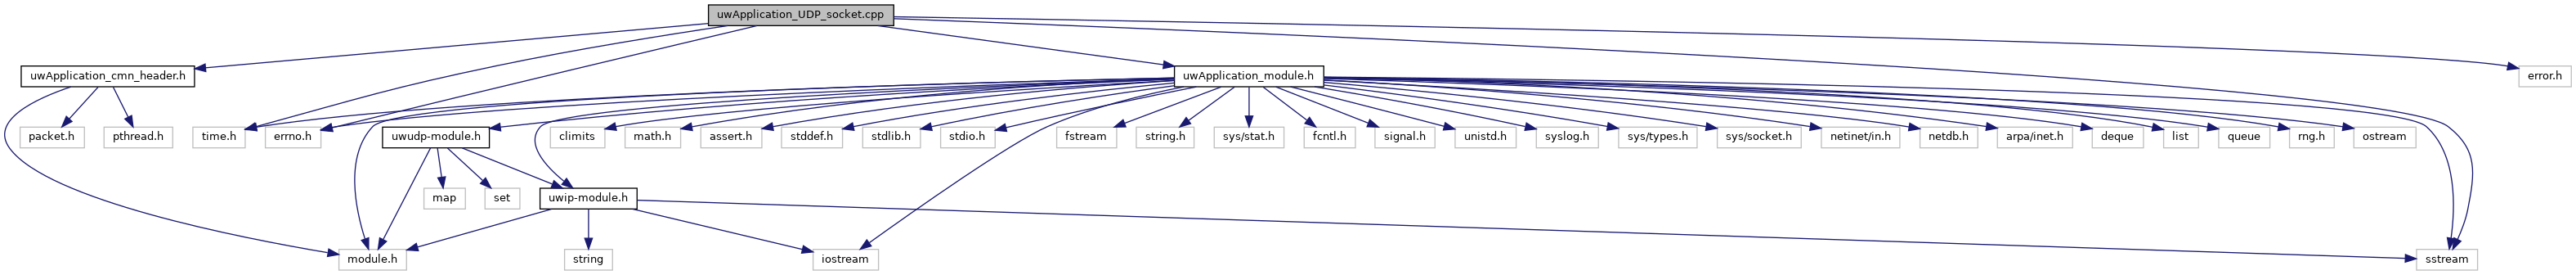 uwApplication_UDP_socket.cpp
uwApplication_cmn_header.h
uwApplication_module.h
error.h
packet.h
pthread.h
time.h
errno.h
uwudp-module.h
climits
math.h
assert.h
stddef.h
stdlib.h
stdio.h
fstream
string.h
sys/stat.h
fcntl.h
signal.h
unistd.h
syslog.h
sys/types.h
sys/socket.h
netinet/in.h
netdb.h
arpa/inet.h
deque
list
queue
rng.h
ostream
map
set
uwip-module.h
module.h
string
iostream
sstream